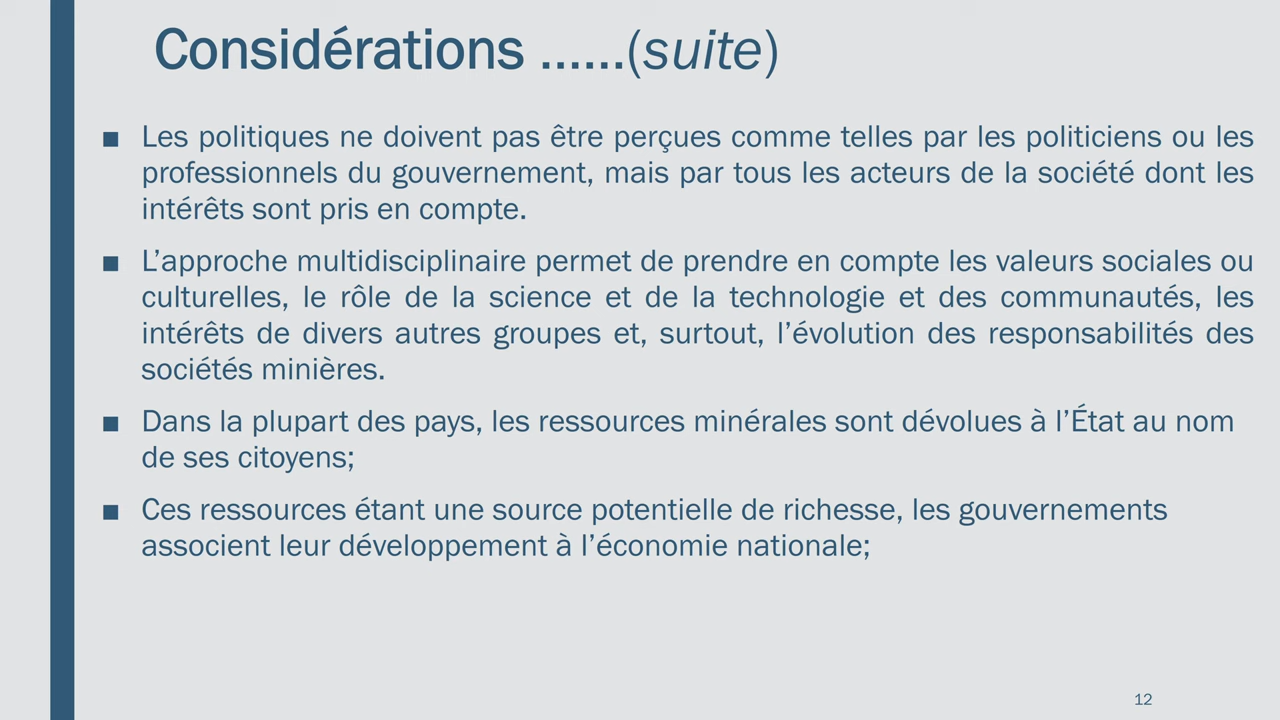 Considérations ......(suite)
■ Les politiques ne doivent pas être perçues comme telles par les politiciens ou les
professionnels du gouvernement, mais par tous les acteurs de la société dont les
intérêts sont pris en compte.
■ L’approche multidisciplinaire permet de prendre en compte les valeurs sociales ou
culturelles, le rôle de la science et de la technologie et des communautés, les
intérêts de divers autres groupes et, surtout, l’évolution des responsabilités des
sociétés minières.
■ Dans la plupart des pays, les ressources minérales sont dévolues à l’État au nom
de ses citoyens;
■ Ces ressources étant une source potentielle de richesse, les gouvernements
associent leur développement à l’économie nationale;
12